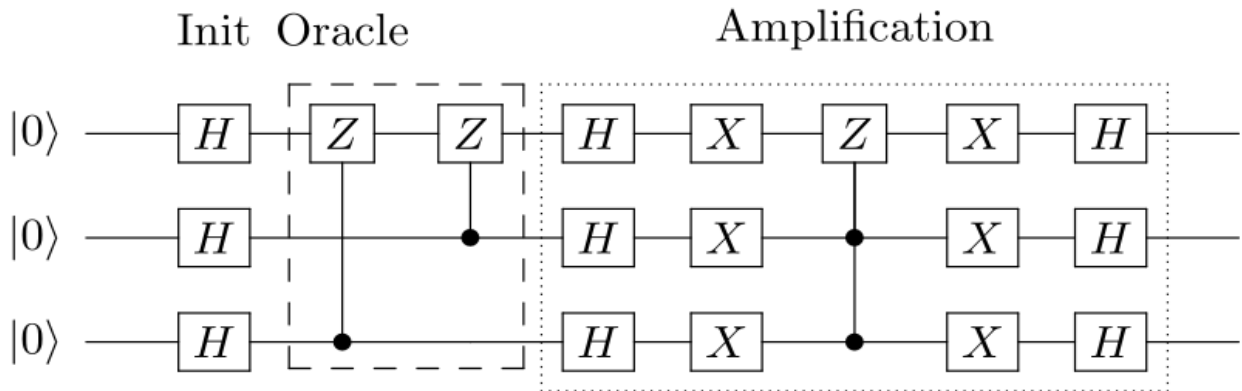 Init Oracle Amplification
|0⟩ H Z Z H X Z X H
|0⟩ H H X X H
|0⟩ H H X X H